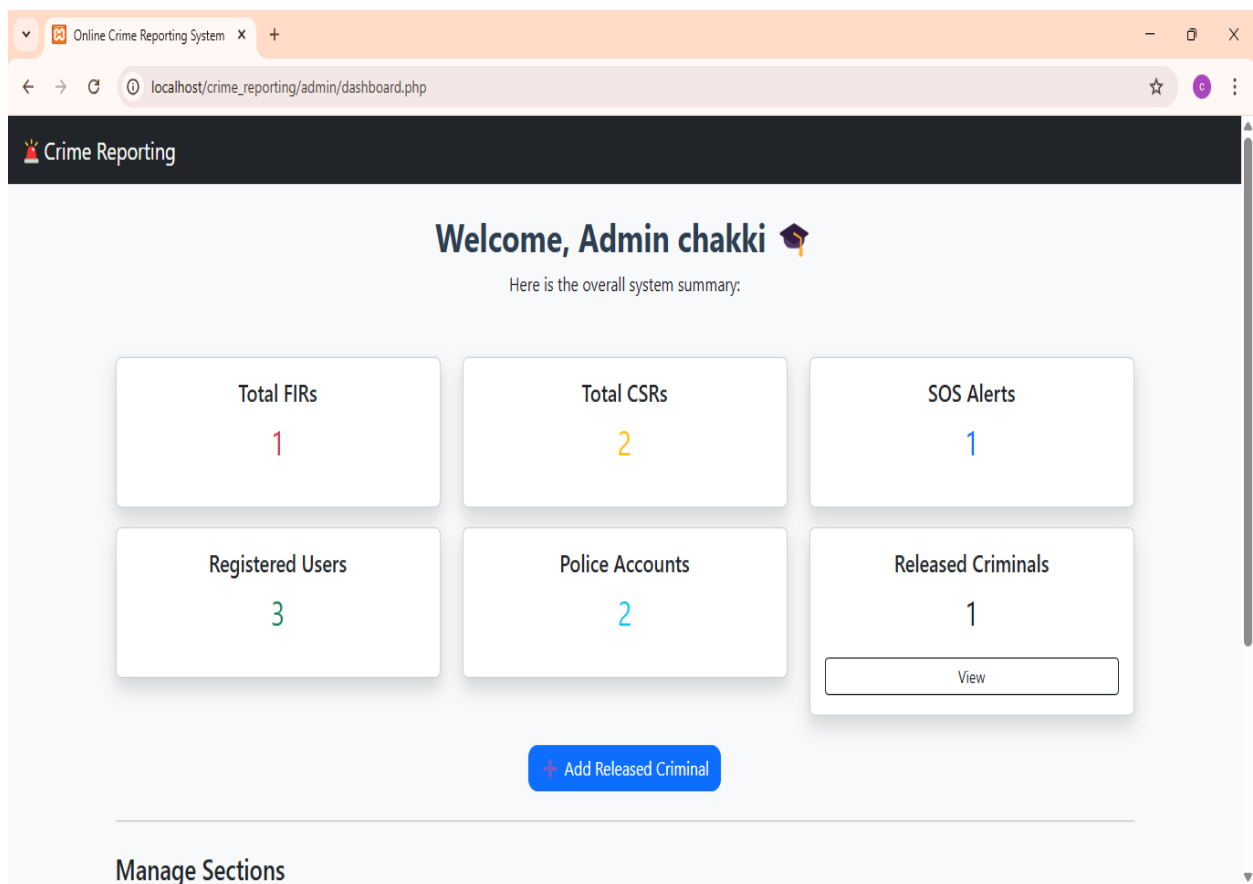 Online Crime Reporting System
localhost/crime_reporting/admin/dashboard.php
c
Crime Reporting
Welcome, Admin chakki
Here is the overall system summary:
Total FIRs
1
Total CSRs
2
SOS Alerts
1
Registered Users
3
Police Accounts
2
Released Criminals
1
View
Add Released Criminal
Manage Sections